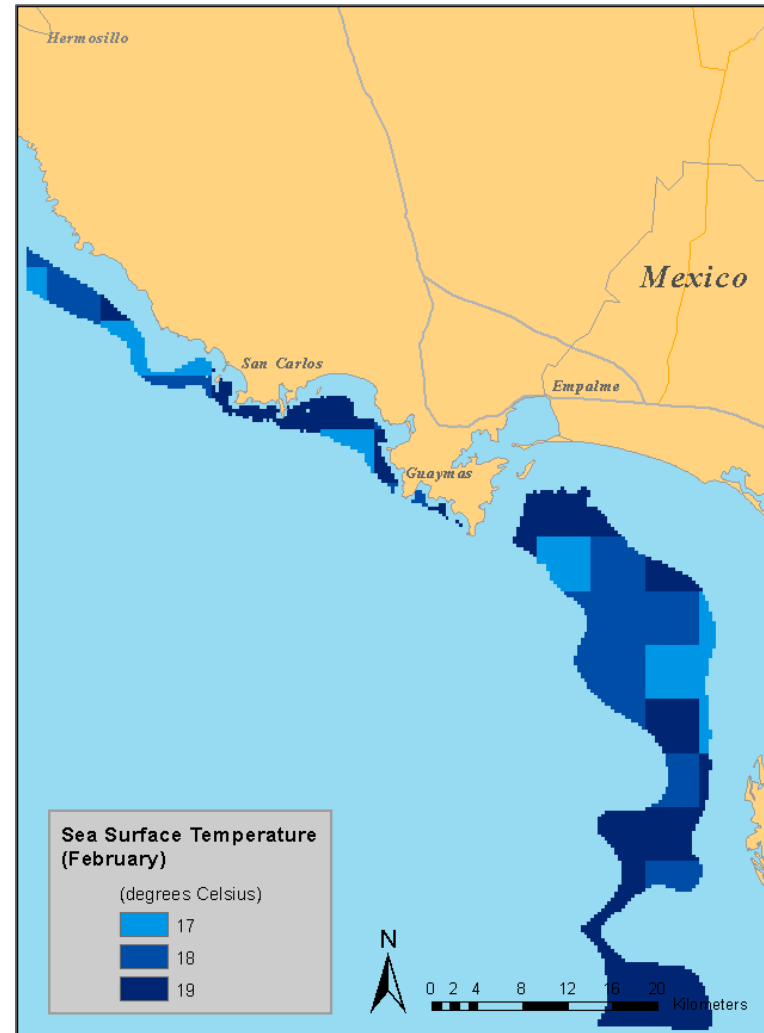 Hermosillo
Mexico
San Carlos
Empalme
Guaymas
Sea Surface Temperature
(February)
(degrees Celsius)
17
18
19
N
0 2 4 8 12 16 20
Kilometers